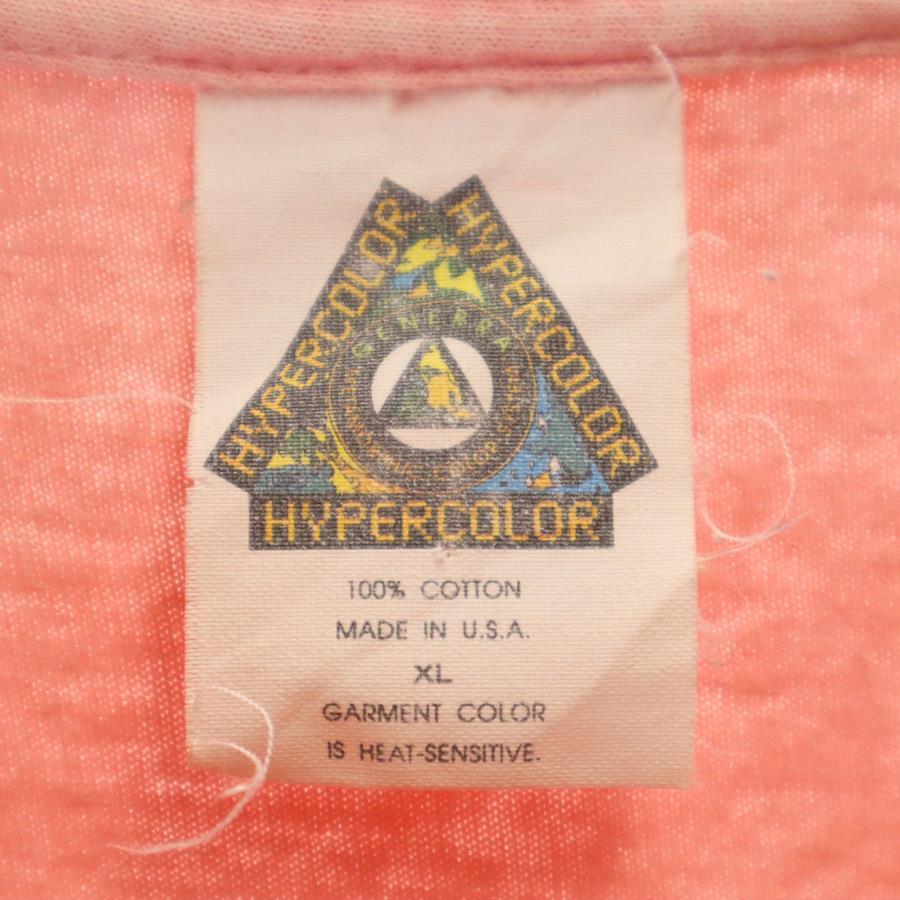 HYPERCOLOR
HYPERCOLOR
GENERRA
HYPERCOLOR
100% COTTON
MADE IN U.S.A.
XL
GARMENT COLOR
IS HEAT-SENSITIVE.